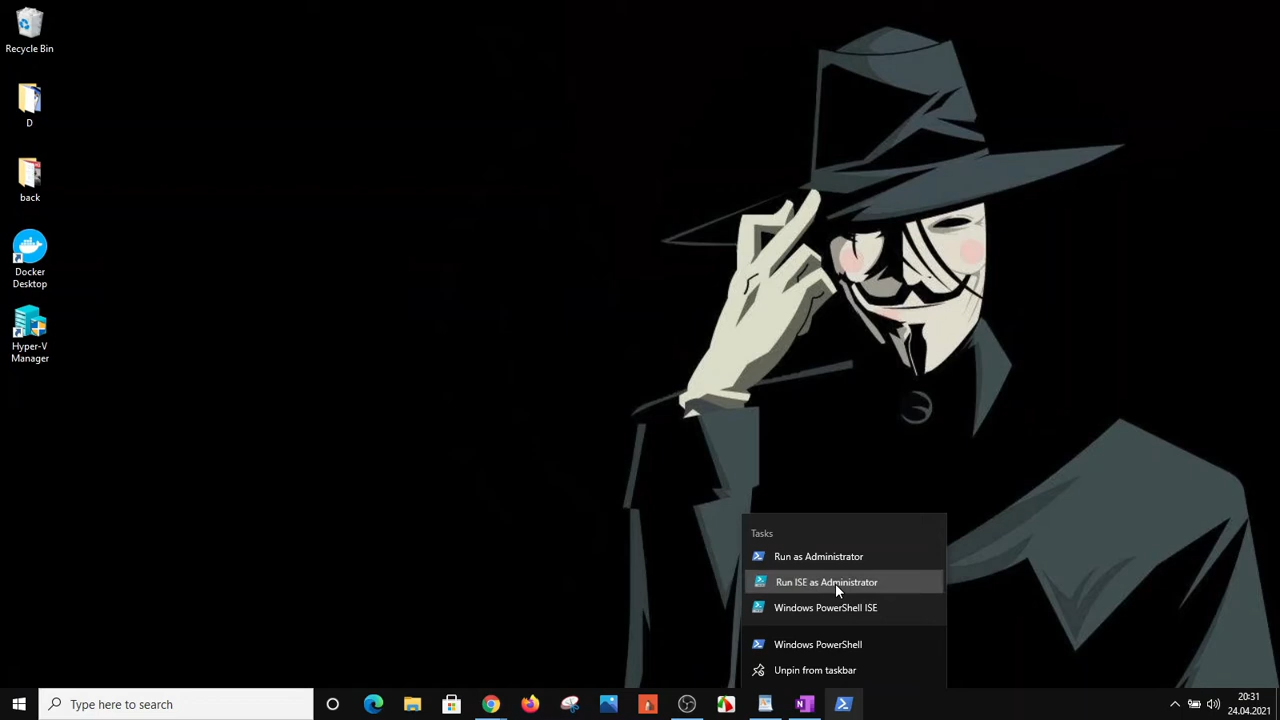 Recycle Bin
D
back
Docker
Desktop
Hyper-V
Manager
Tasks
Run as Administrator
Run ISE as Administrator
Windows PowerShell ISE
Windows PowerShell
Unpin from taskbar
Type here to search
20:31
24.04.2021